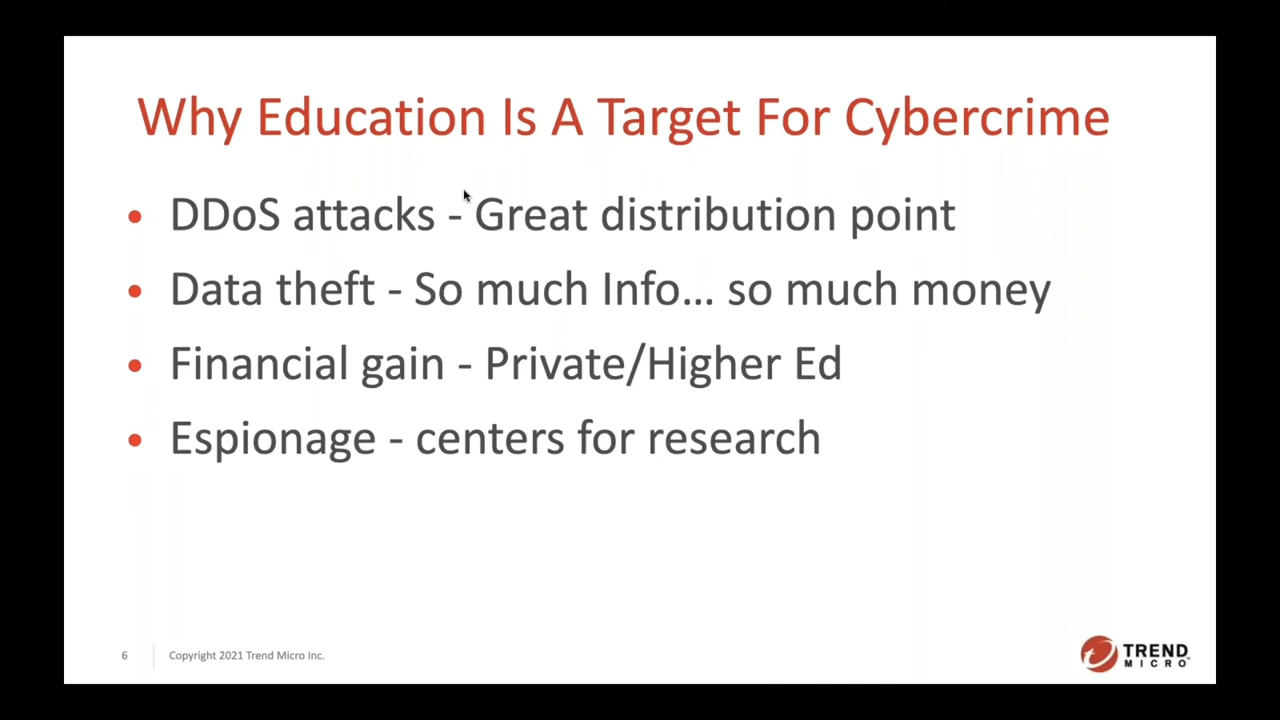 Why Education Is A Target For Cybercrime
• DDoS attacks - Great distribution point
• Data theft - So much Info... so much money
• Financial gain - Private/Higher Ed
• Espionage - centers for research
6
Copyright 2021 Trend Micro Inc.
TREND
MICRO